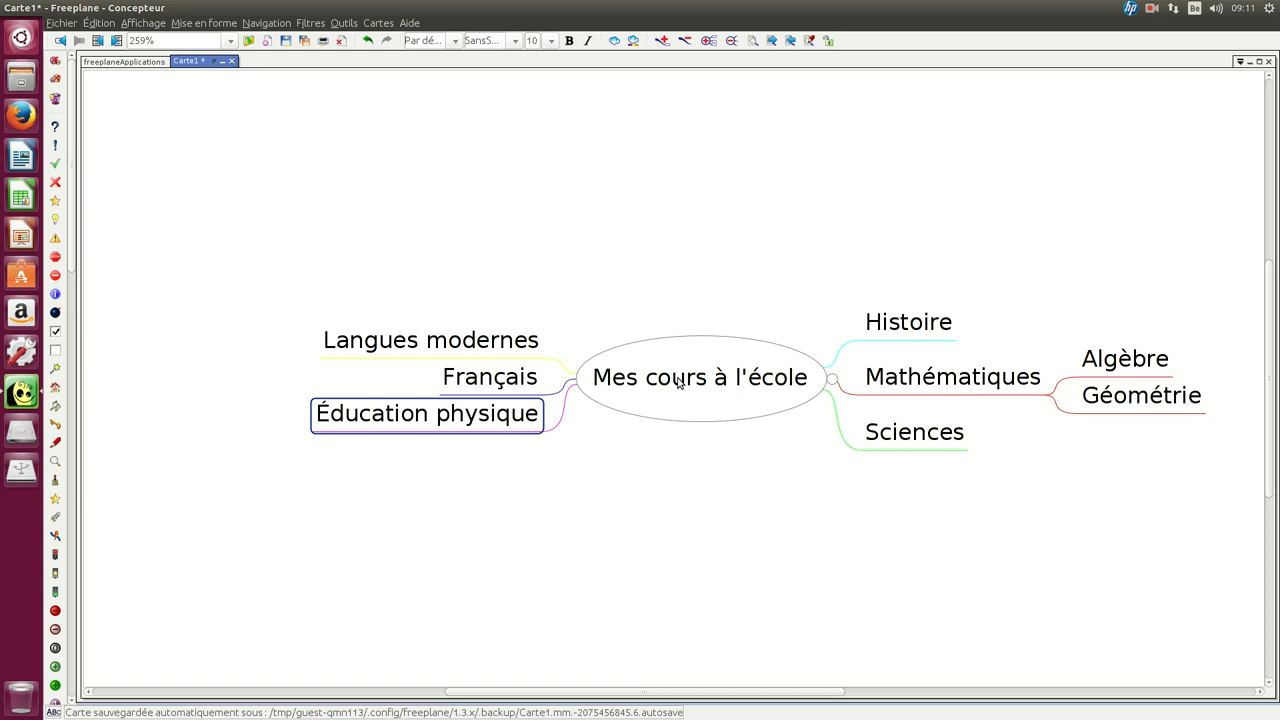 Carte1* - Freeplane - Concepteur
Be
09:11
Fichier Édition Affichage Mise en forme Navigation Filtres Outils Cartes Aide
259%
Par dé...
SansS...
10
B I
freeplaneApplications
Carte1 *
Histoire
Langues modernes
Algèbre
Français
Mes cours à l'école
Mathématiques
Géométrie
Éducation physique
Sciences
Carte sauvegardée automatiquement sous : /tmp/guest-qmn113/.config/freeplane/1.3.x/.backup/Carte1.mm.-2075456845.6.autosave